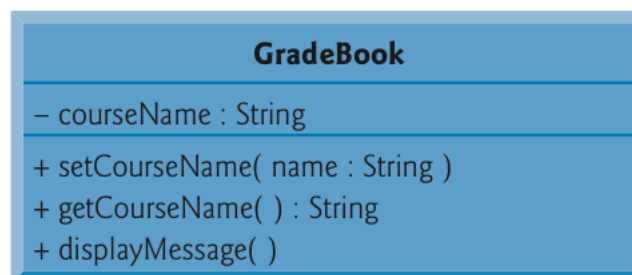 GradeBook
– courseName : String
+ setCourseName( name : String )
+ getCourseName( ) : String
+ displayMessage( )